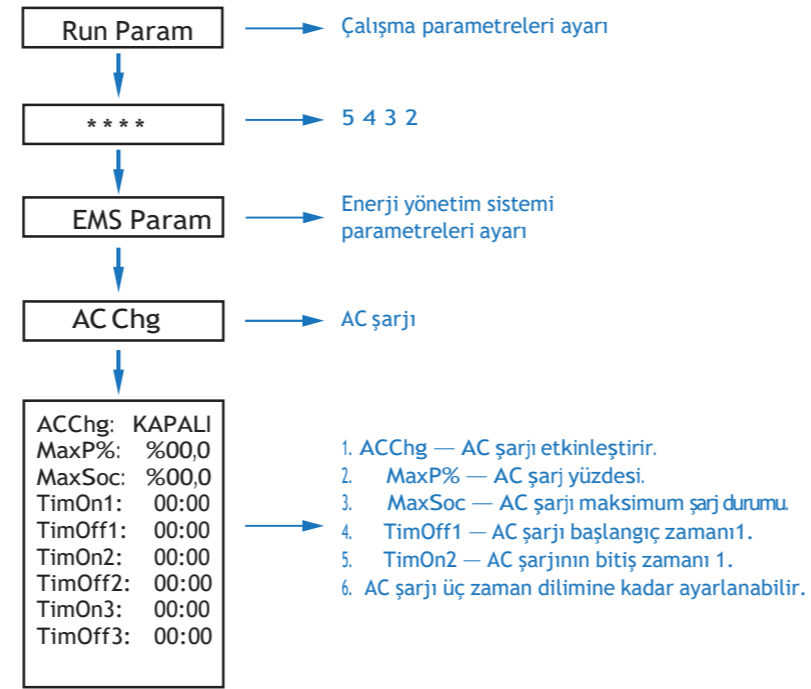 Run Param
Çalışma parametreleri ayarı
* * * *
5 4 3 2
EMS Param
Enerji yönetim sistemi
parametreleri ayarı
AC Chg
AC şarjı
ACChg: KAPALI
MaxP%: %00,0
MaxSoc: %00,0
TimOn1: 00:00
TimOff1: 00:00
TimOn2: 00:00
TimOff2: 00:00
TimOn3: 00:00
TimOff3: 00:00
1. ACChg — AC şarjı etkinleştirir.
2. MaxP% — AC şarj yüzdesi.
3. MaxSoc — AC şarjı maksimum şarj durumu.
4. TimOff1 — AC şarjı başlangıç zamanı1.
5. TimOn2 — AC şarjının bitiş zamanı 1.
6. AC şarjı üç zaman dilimine kadar ayarlanabilir.